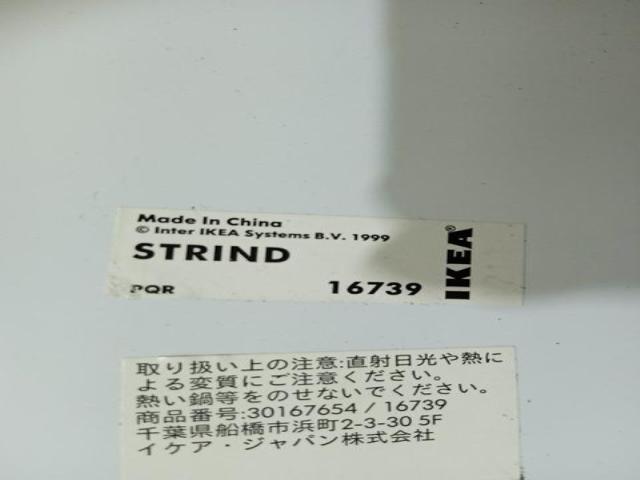 Made In China
© Inter IKEA Systems B.V. 1999
STRIND
PQR 16739
IKEA®
取り扱い上の注意:直射日光や熱に
よる変質にご注意ください。
熱い鍋等をのせないでください。
商品番号:30167654 / 16739
千葉県船橋市浜町2-3-30 5F
イケア・ジャパン株式会社